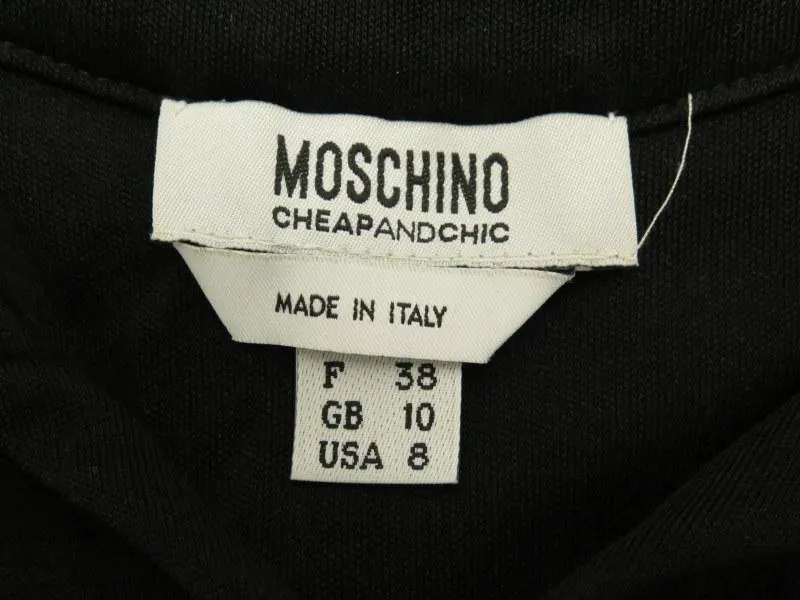 MOSCHINO
CHEAPANDCHIC
MADE IN ITALY
F 38
GB 10
USA 8